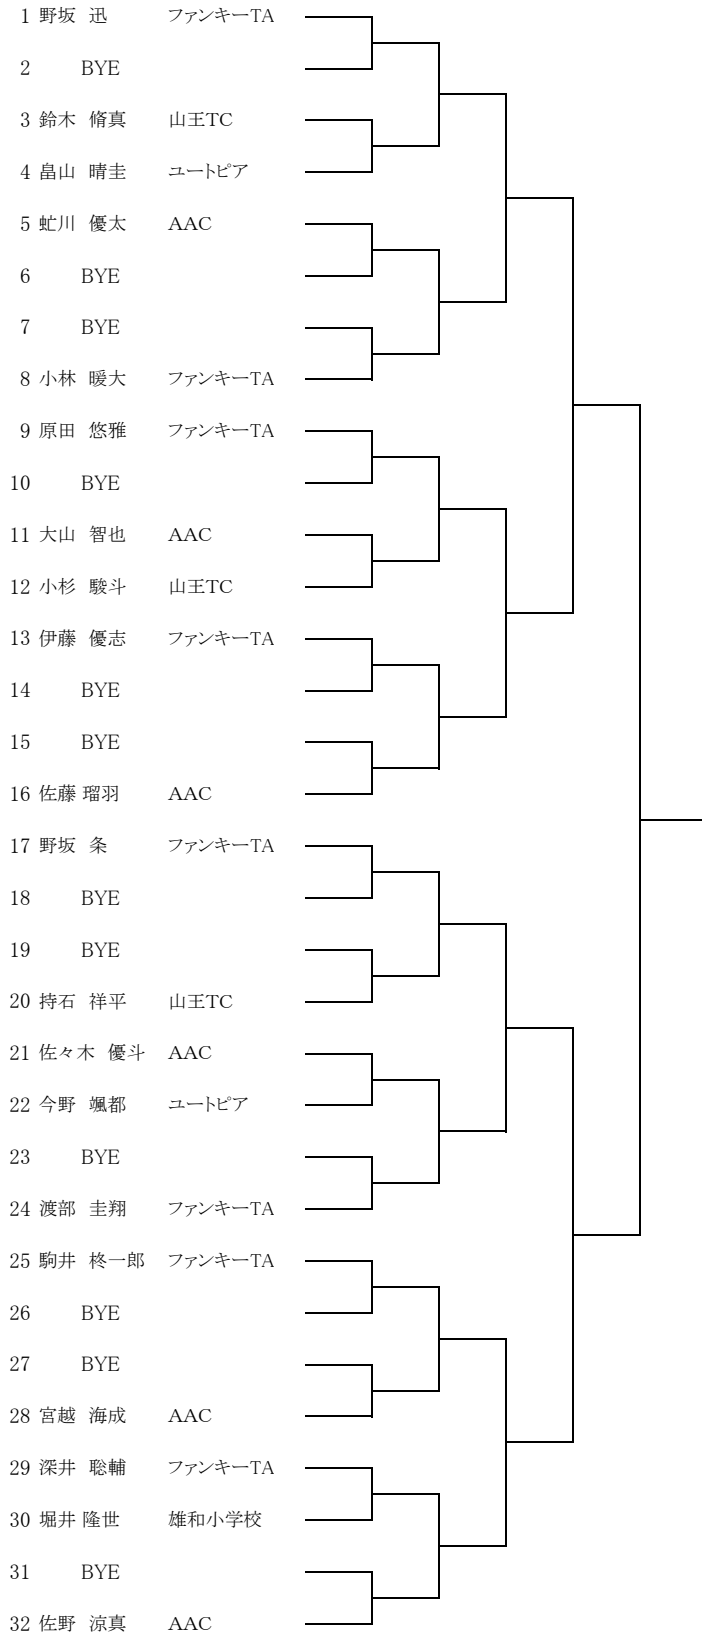 1 野坂 迅 ファンキーTA
2 BYE
3 鈴木 脩真 山王TC
4 畠山 晴圭 ユートピア
5 虻川 優太 AAC
6 BYE
7 BYE
8 小林 暖大 ファンキーTA
9 原田 悠雅 ファンキーTA
10 BYE
11 大山 智也 AAC
12 小杉 駿斗 山王TC
13 伊藤 優志 ファンキーTA
14 BYE
15 BYE
16 佐藤 瑠羽 AAC
17 野坂 条 ファンキーTA
18 BYE
19 BYE
20 持石 祥平 山王TC
21 佐々木 優斗 AAC
22 今野 颯都 ユートピア
23 BYE
24 渡部 圭翔 ファンキーTA
25 駒井 柊一郎 ファンキーTA
26 BYE
27 BYE
28 宮越 海成 AAC
29 深井 聡輔 ファンキーTA
30 堀井 隆世 雄和小学校
31 BYE
32 佐野 涼真 AAC